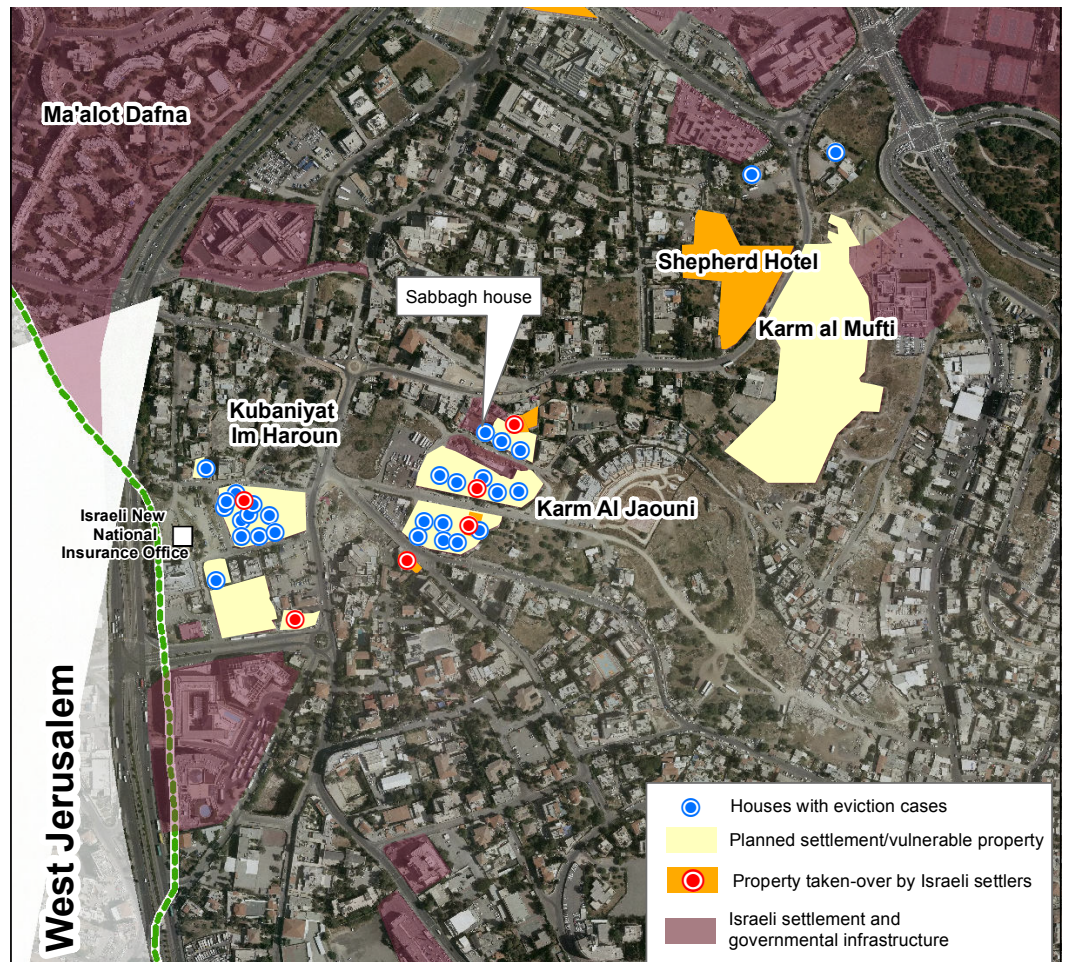 Ma'alot Dafna
Shepherd Hotel
Sabbagh house
Karm al Mufti
Kubaniyat
Im Haroun
Karm Al Jaouni
Israeli New
National
Insurance Office
West Jerusalem
Houses with eviction cases
Planned settlement/vulnerable property
Property taken-over by Israeli settlers
Israeli settlement and
governmental infrastructure